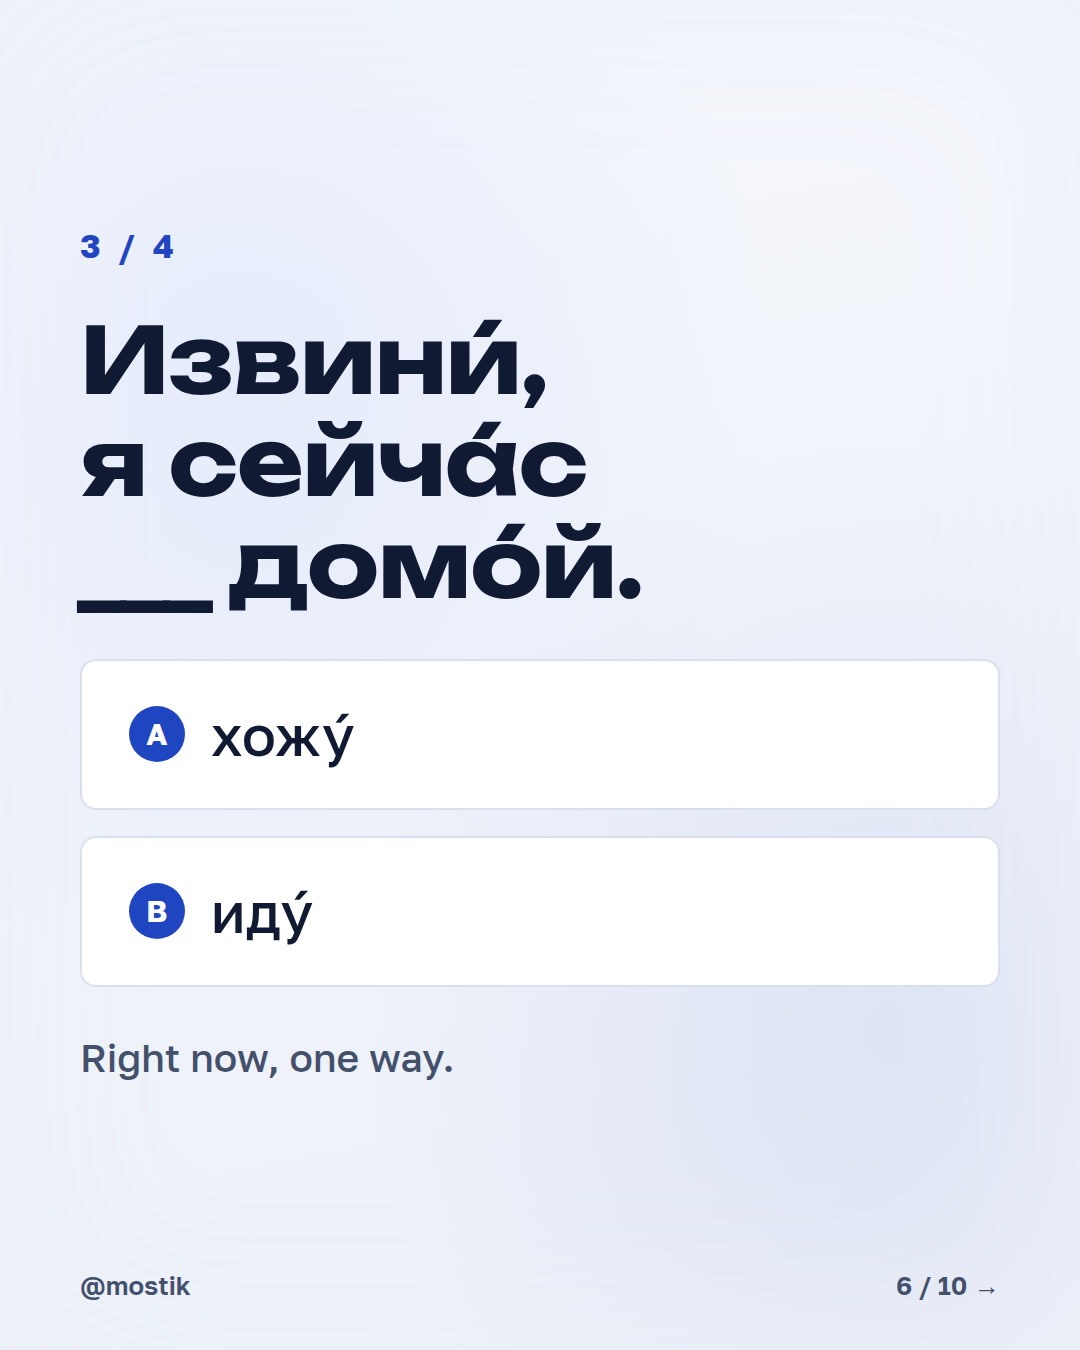 3 / 4
Извини́,
я сейча́с
___ домо́й.
A хожу́
B иду́
Right now, one way.
@mostik
6 / 10 →